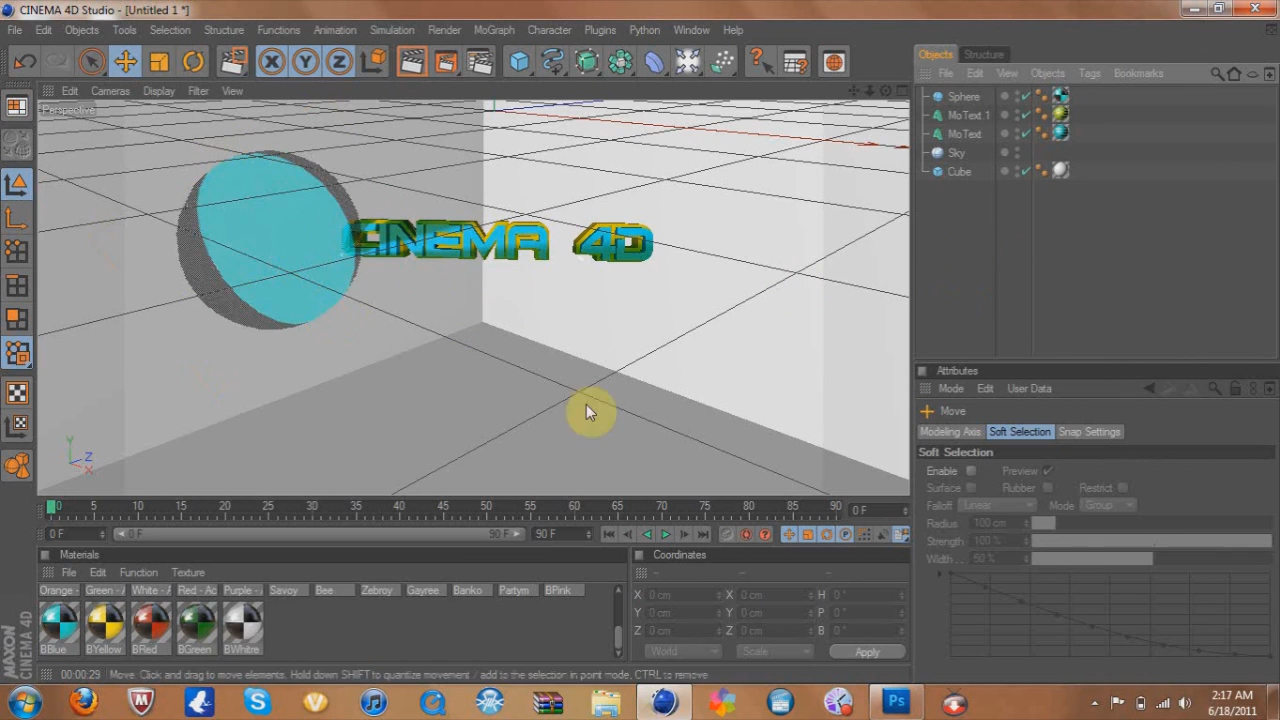 CINEMA 4D Studio - [Untitled 1 *]
File Edit Objects Tools Selection Structure Functions Animation Simulation Render MoGraph Character Plugins Python Window Help
X Y Z
Edit Cameras Display Filter View
Perspective
CINEMA 4D
Y Z X
0 5 10 15 20 25 30 35 40 45 50 55 60 65 70 75 80 85 90 0 F
0 F 0 F 90 F 90 F
Materials
File Edit Function Texture
Orange - Green - A White - A Red - Ac Purple - A Savoy Bee Zebroy Gayree Banko Partym BPink
BBlue BYellow BRed BGreen BWhitre
Coordinates
X 0 cm X 0 cm H 0 °
Y 0 cm Y 0 cm P 0 °
Z 0 cm Z 0 cm B 0 °
World Scale Apply
Objects Structure
File Edit View Objects Tags Bookmarks
Sphere
MoText.1
MoText
Sky
Cube
Attributes
Mode Edit User Data
Move
Modeling Axis Soft Selection Snap Settings
Soft Selection
Enable Preview
Surface Rubber Restrict
Falloff Linear Mode Group
Radius 100 cm
Strength 100 %
Width 50 %
MAXON
CINEMA 4D
00:00:29 Move: Click and drag to move elements. Hold down SHIFT to quantize movement / add to the selection in point mode, CTRL to remove
Ps
2:17 AM
6/18/2011